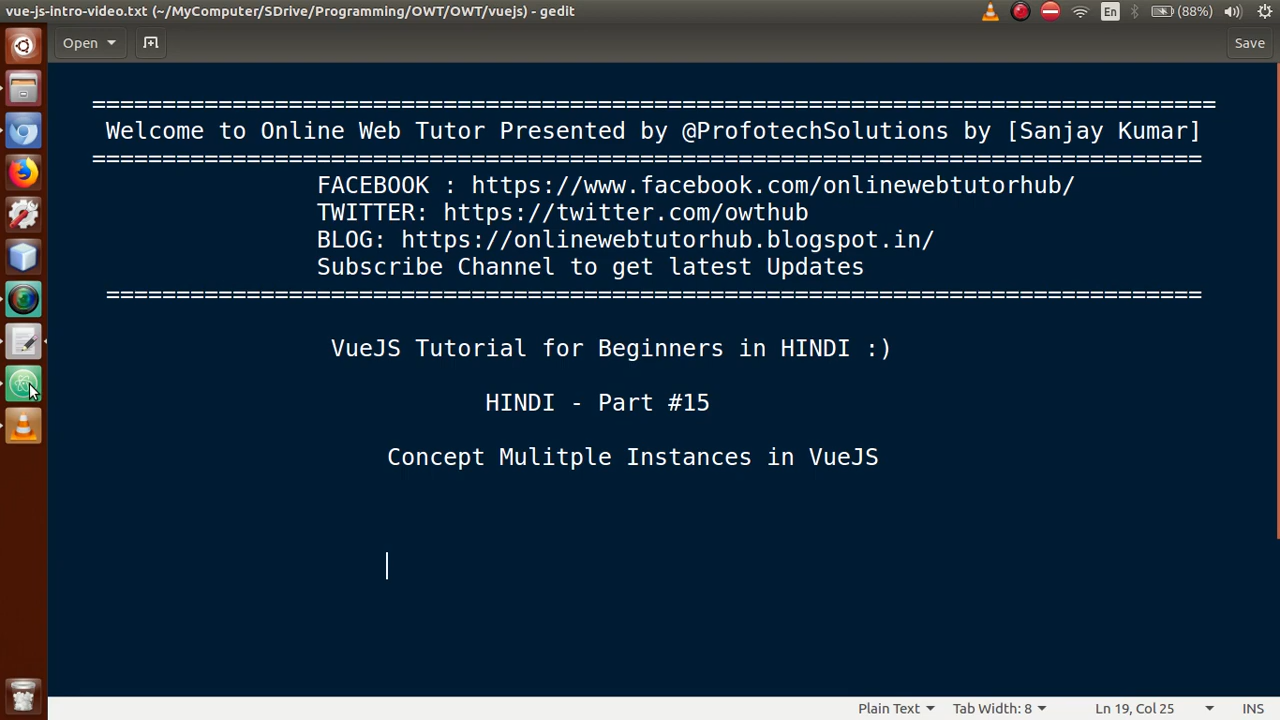 vue-js-intro-video.txt (~/MyComputer/SDrive/Programming/OWT/OWT/vuejs) - gedit
En
(88%)
Open
Save
================================================================================
Welcome to Online Web Tutor Presented by @ProfotechSolutions by [Sanjay Kumar]
===============================================================================
FACEBOOK : https://www.facebook.com/onlinewebtutorhub/
TWITTER: https://twitter.com/owthub
BLOG: https://onlinewebtutorhub.blogspot.in/
Subscribe Channel to get latest Updates
==============================================================================
VueJS Tutorial for Beginners in HINDI :)
HINDI - Part #15
Concept Mulitple Instances in VueJS
Plain Text
Tab Width: 8
Ln 19, Col 25
INS